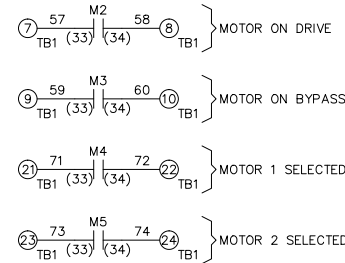 57 M2 58
7 8 MOTOR ON DRIVE
TB1 (33) (34) TB1
59 M3 60
9 10 MOTOR ON BYPASS
TB1 (33) (34) TB1
71 M4 72
21 22 MOTOR 1 SELECTED
TB1 (33) (34) TB1
73 M5 74
23 24 MOTOR 2 SELECTED
TB1 (33) (34) TB1